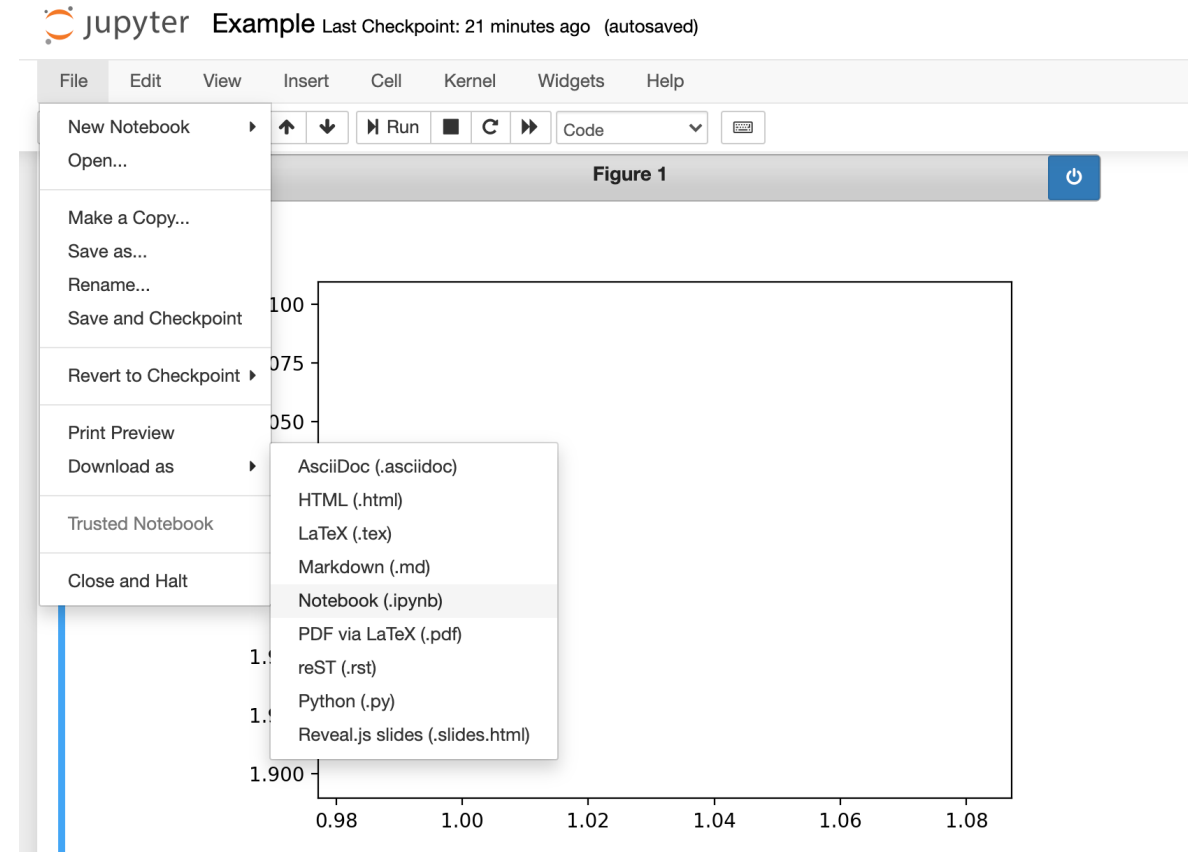 jupyter Example Last Checkpoint: 21 minutes ago (autosaved)
File Edit View Insert Cell Kernel Widgets Help
Run Code
New Notebook
Open...
Make a Copy...
Save as...
Rename...
Save and Checkpoint
Revert to Checkpoint
Print Preview
Download as
Trusted Notebook
Close and Halt
AsciiDoc (.asciidoc)
HTML (.html)
LaTeX (.tex)
Markdown (.md)
Notebook (.ipynb)
PDF via LaTeX (.pdf)
reST (.rst)
Python (.py)
Reveal.js slides (.slides.html)
Figure 1
100
075
050
1.9
1.9
1.900
0.98 1.00 1.02 1.04 1.06 1.08